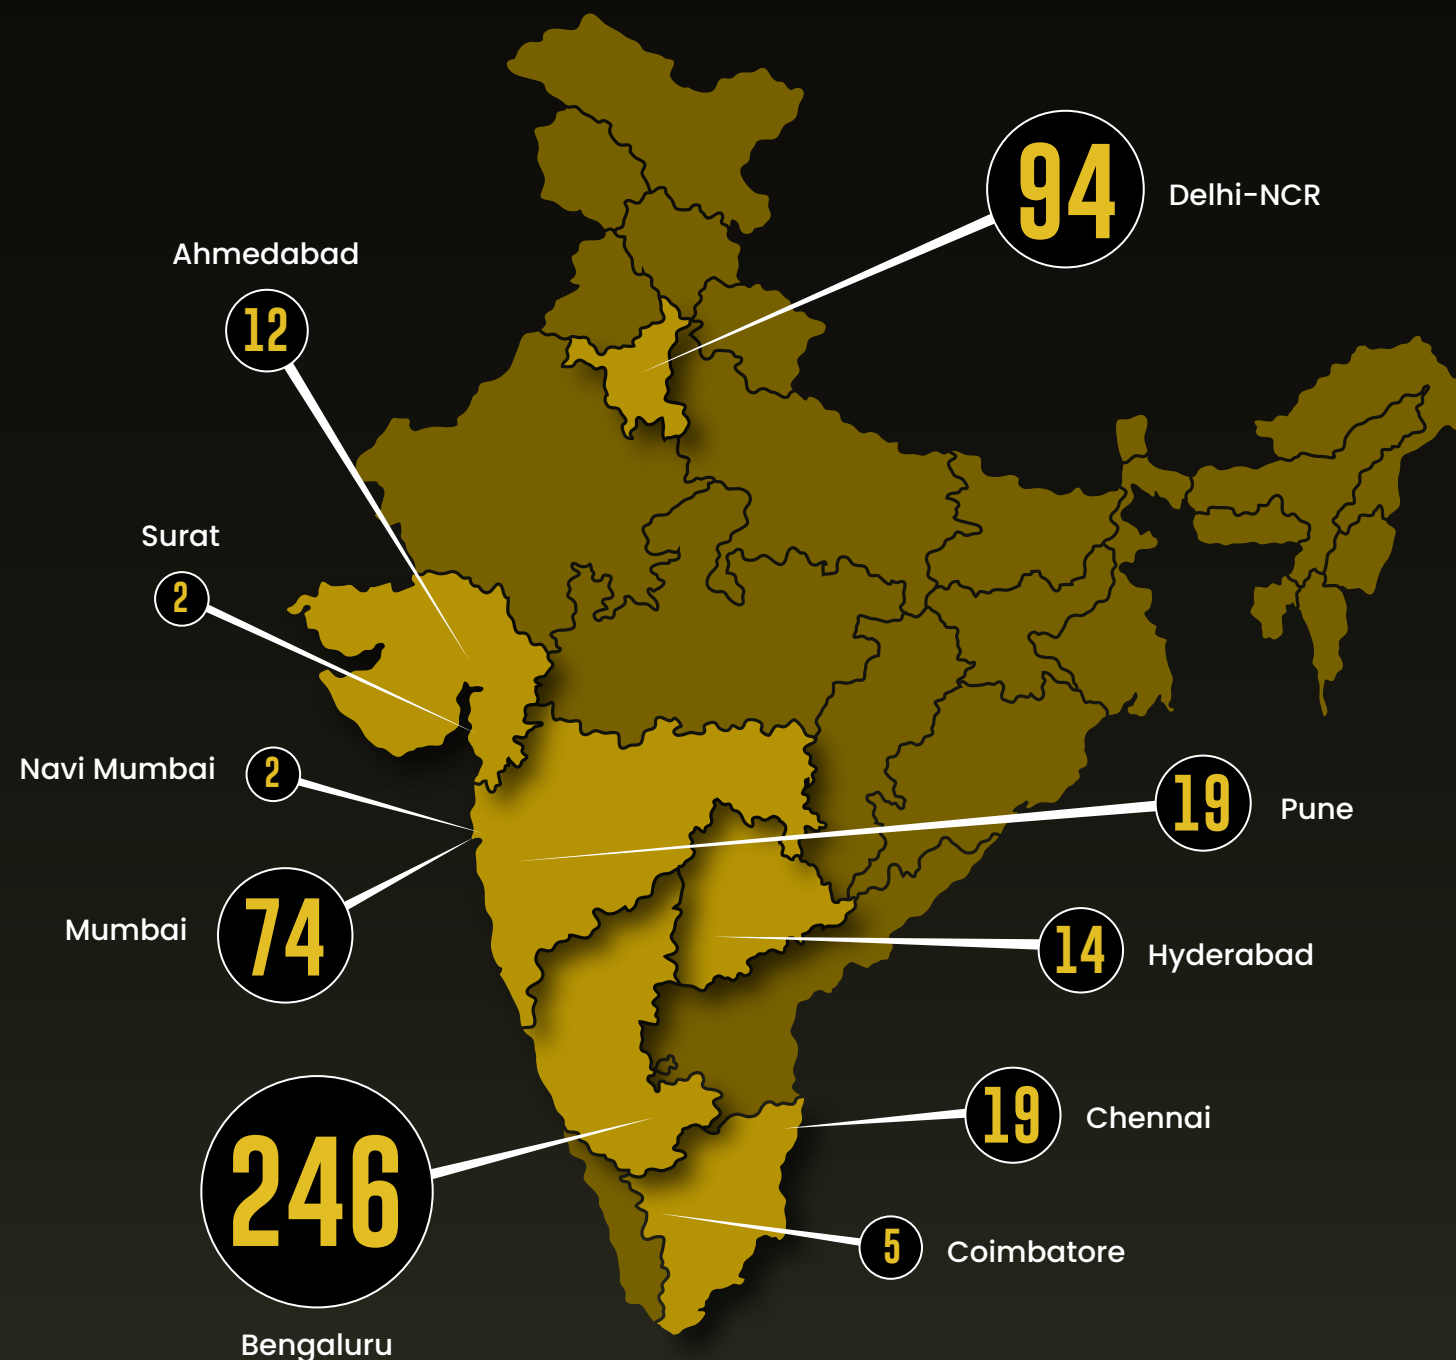 94
Delhi-NCR
Ahmedabad
12
Surat
2
Navi Mumbai
2
19
Pune
Mumbai
74
14
Hyderabad
246
Bengaluru
19
Chennai
5
Coimbatore